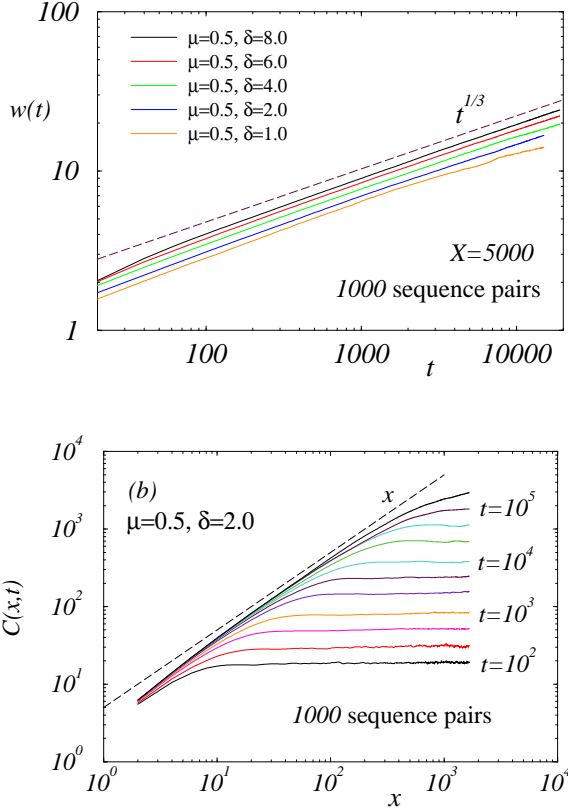 100
w(t)
μ=0.5, δ=8.0
μ=0.5, δ=6.0
μ=0.5, δ=4.0
μ=0.5, δ=2.0
μ=0.5, δ=1.0
t^{1/3}
10
X=5000
1000 sequence pairs
1
100
1000
10000
t
10^4
(b)
x
μ=0.5, δ=2.0
t=10^5
10^3
t=10^4
C(x,t)
10^2
t=10^3
t=10^2
10^1
1000 sequence pairs
10^0
10^0
10^1
10^2
10^3
10^4
x